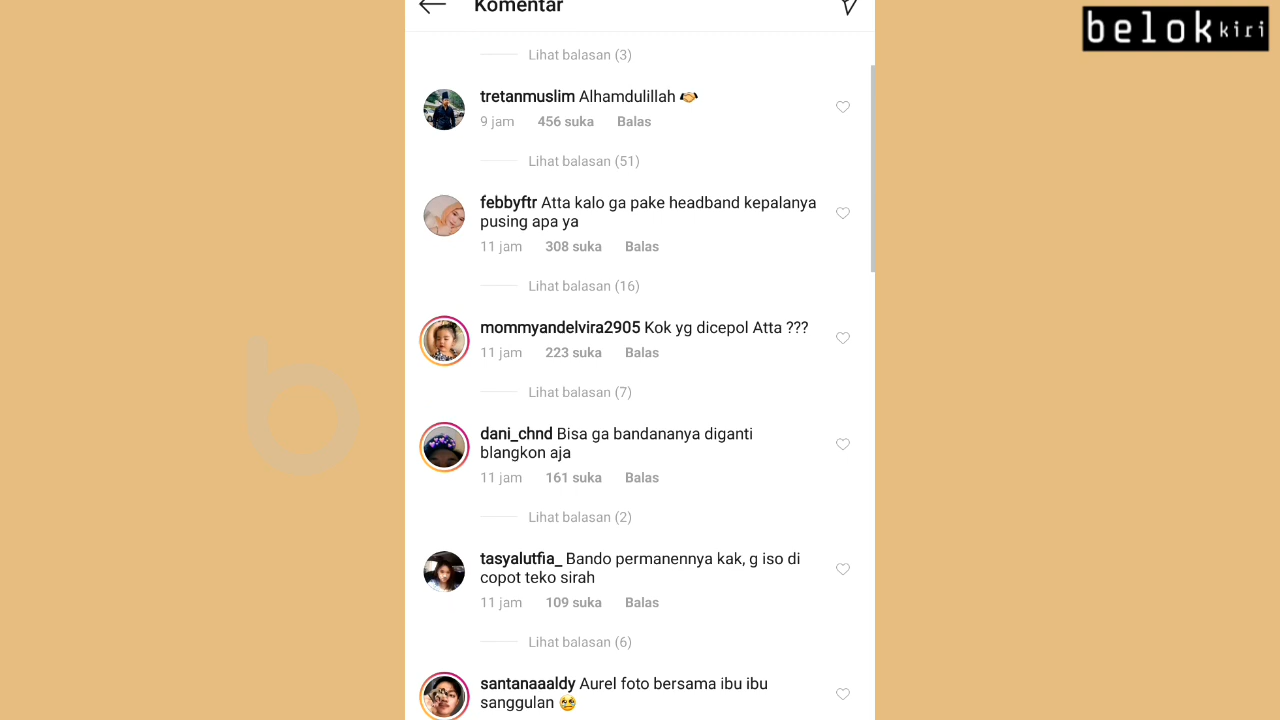 Komentar
belokkiri
Lihat balasan (3)
tretanmuslim Alhamdulillah 🤝
9 jam 456 suka Balas
Lihat balasan (51)
febbyftr Atta kalo ga pake headband kepalanya
pusing apa ya
11 jam 308 suka Balas
Lihat balasan (16)
mommyandelvira2905 Kok yg dicepol Atta ???
11 jam 223 suka Balas
Lihat balasan (7)
dani_chnd Bisa ga bandananya diganti
blangkon aja
11 jam 161 suka Balas
Lihat balasan (2)
tasyalutfia_ Bando permanennya kak, g iso di
copot teko sirah
11 jam 109 suka Balas
Lihat balasan (6)
santanaaaldy Aurel foto bersama ibu ibu
sanggulan 😢
b